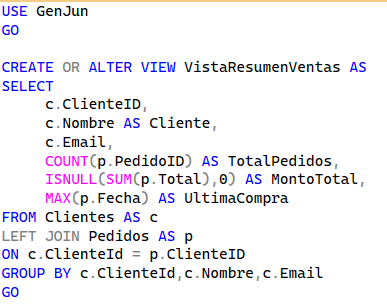 USE GenJun
GO
CREATE OR ALTER VIEW VistaResumenVentas AS
SELECT
c.ClienteID,
c.Nombre AS Cliente,
c.Email,
COUNT(p.PedidoID) AS TotalPedidos,
ISNULL(SUM(p.Total),0) AS MontoTotal,
MAX(p.Fecha) AS UltimaCompra
FROM Clientes AS c
LEFT JOIN Pedidos AS p
ON c.ClienteId = p.ClienteID
GROUP BY c.ClienteId,c.Nombre,c.Email
GO